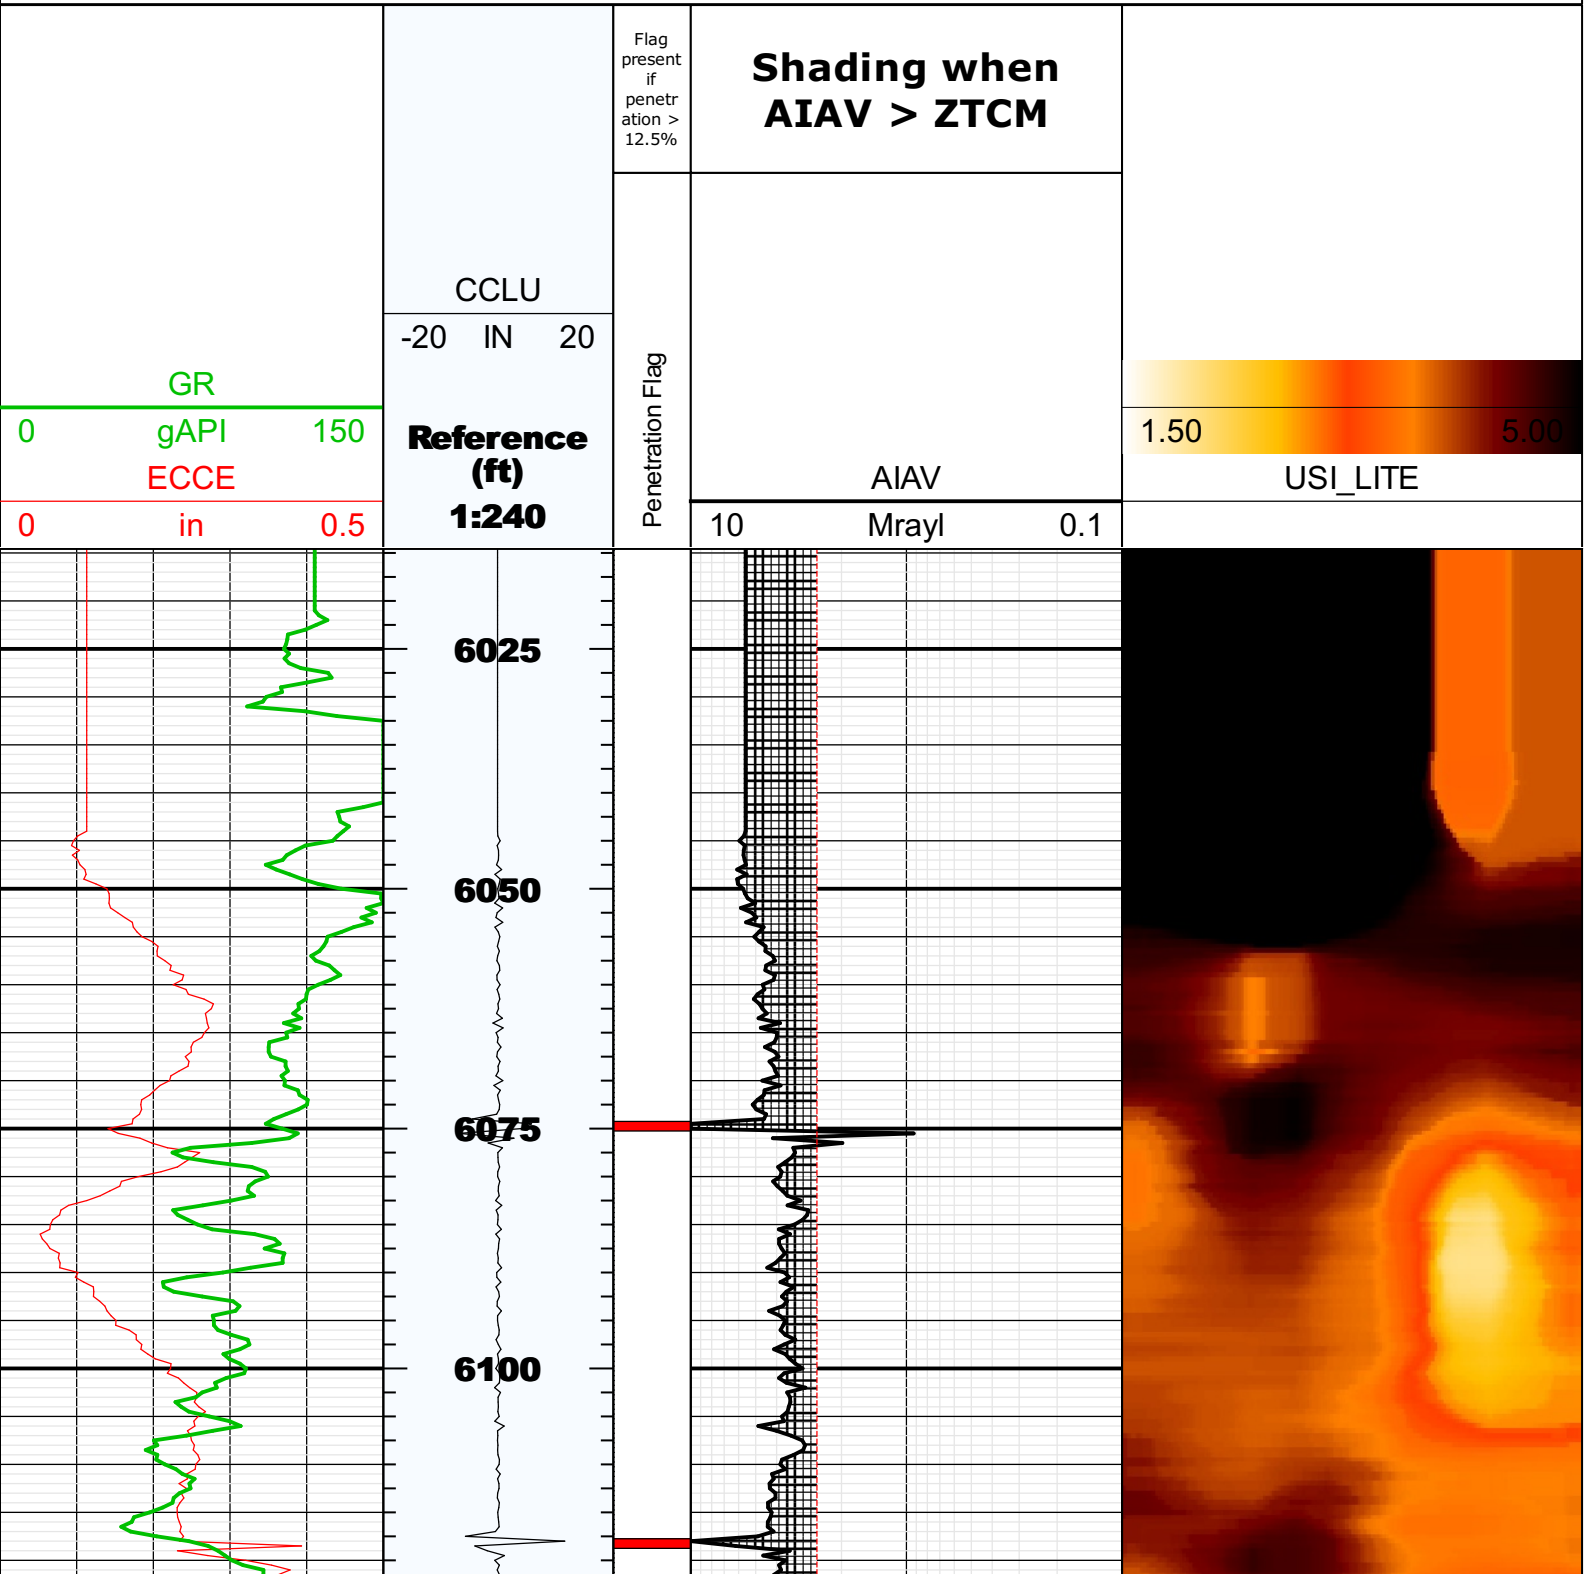 Flag
present
if
penetr
ation >
12.5%
Shading when
AIAV > ZTCM
CCLU
-20 IN 20
GR
0 gAPI 150
ECCE
0 in 0.5
Reference
(ft)
1:240
Penetration Flag
AIAV
10 Mrayl 0.1
1.50 5.00
USI_LITE
6025
6050
6075
6100